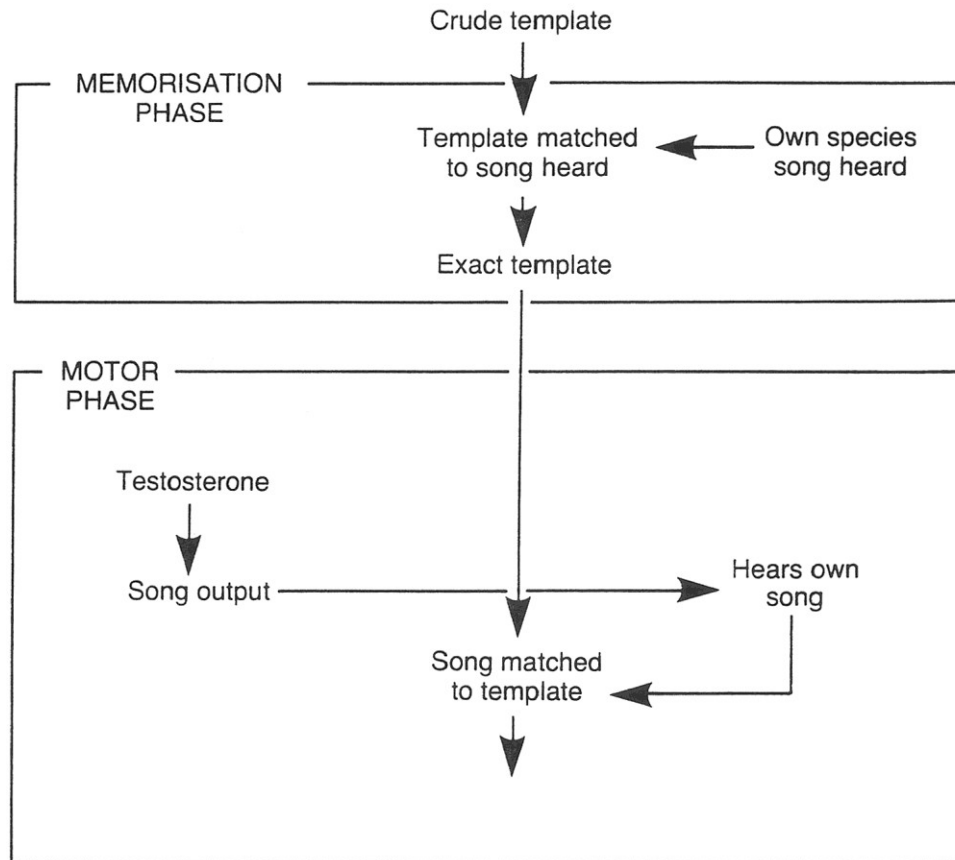 Crude template
MEMORISATION
PHASE
Template matched
to song heard
Own species
song heard
Exact template
MOTOR
PHASE
Testosterone
Song output
Hears own
song
Song matched
to template